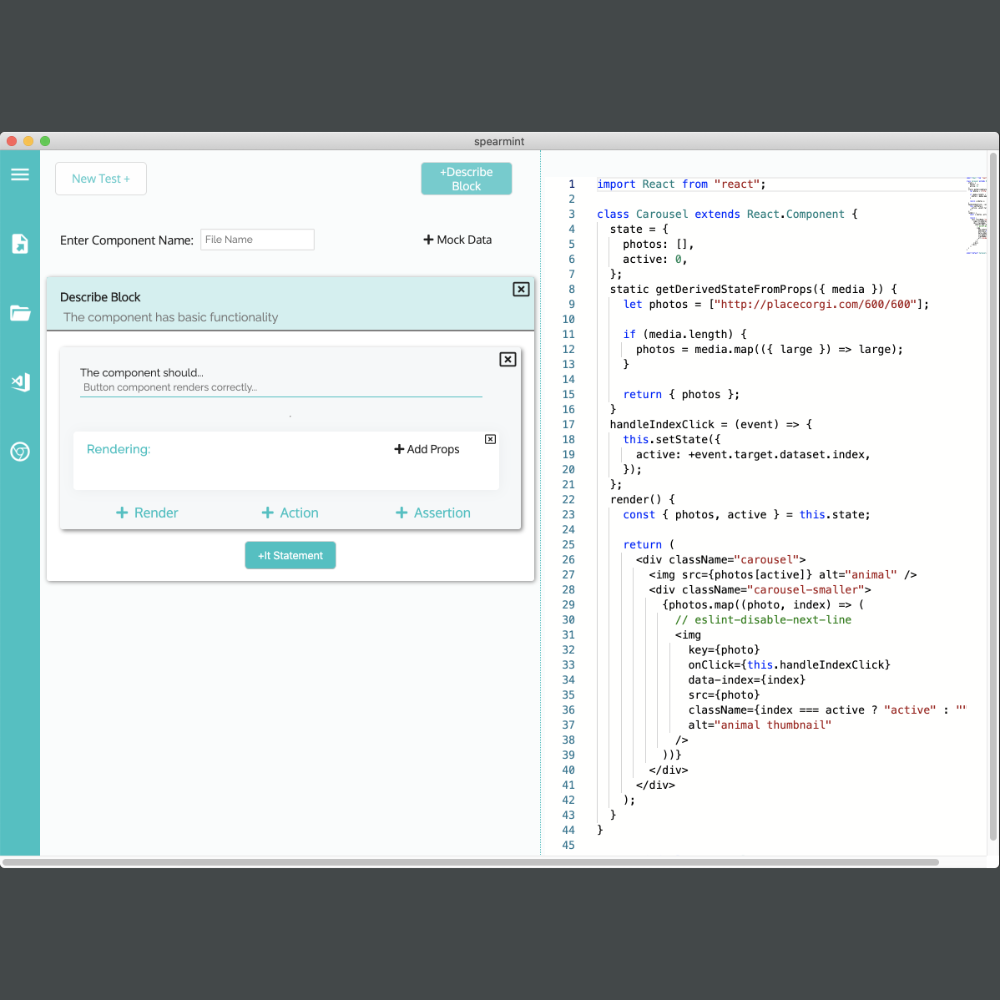 spearmint
New Test +
+Describe
Block
Enter Component Name:
File Name
+ Mock Data
Describe Block
The component has basic functionality
The component should...
Button component renders correctly...
Rendering:
+ Add Props
+ Render
+ Action
+ Assertion
+It Statement
1 import React from "react";
2
3 class Carousel extends React.Component {
4 state = {
5 photos: [],
6 active: 0,
7 };
8 static getDerivedStateFromProps({ media }) {
9 let photos = ["http://placecorgi.com/600/600"];
10
11 if (media.length) {
12 photos = media.map(({ large }) => large);
13 }
14
15 return { photos };
16 }
17 handleIndexClick = (event) => {
18 this.setState({
19 active: +event.target.dataset.index,
20 });
21 };
22 render() {
23 const { photos, active } = this.state;
24
25 return (
26 <div className="carousel">
27 <img src={photos[active]} alt="animal" />
28 <div className="carousel-smaller">
29 {photos.map((photo, index) => (
30 // eslint-disable-next-line
31 <img
32 key={photo}
33 onClick={this.handleIndexClick}
34 data-index={index}
35 src={photo}
36 className={index === active ? "active" : ""
37 alt="animal thumbnail"
38 />
39 ))}
40 </div>
41 </div>
42 );
43 }
44 }
45